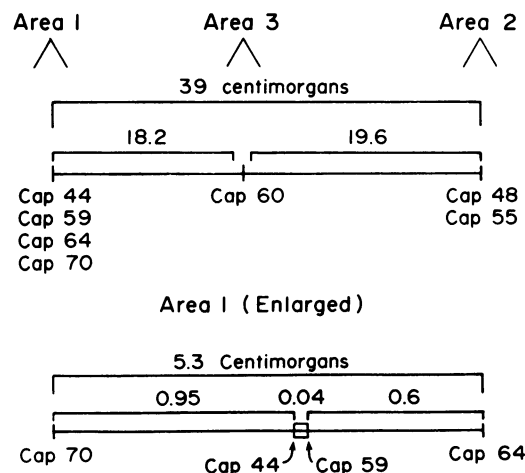 Area 1 Area 3 Area 2
39 centimorgans
18.2 19.6
Cap 44 Cap 60 Cap 48
Cap 59 Cap 55
Cap 64
Cap 70
Area 1 (Enlarged)
5.3 Centimorgans
0.95 0.04 0.6
Cap 70 Cap 44 Cap 59 Cap 64